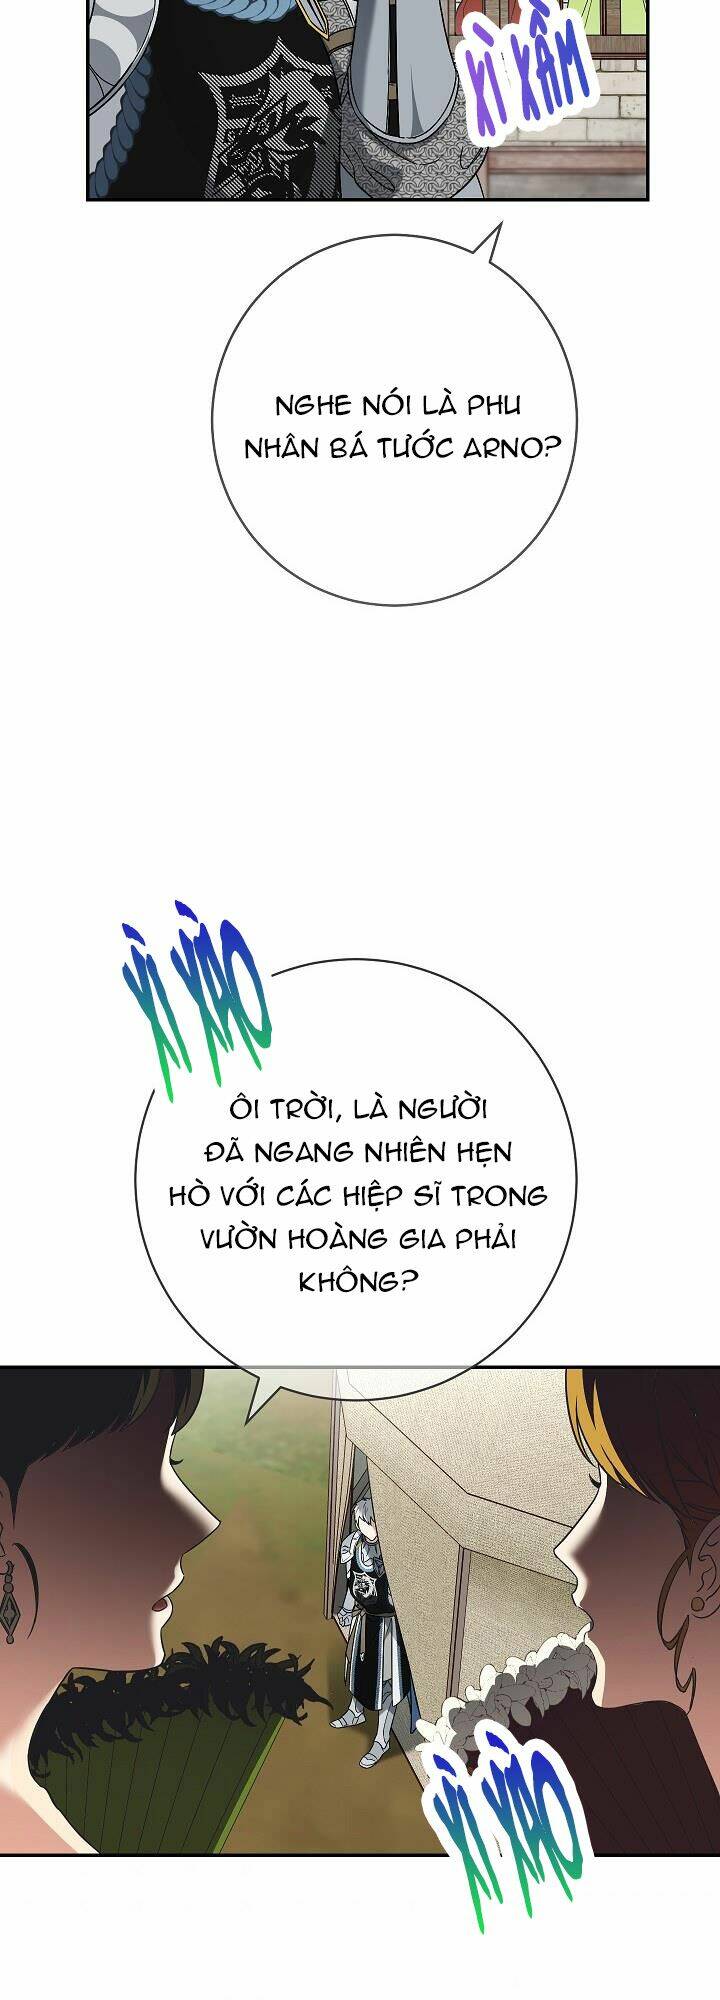 XÌ XẦM
NGHE NÓI LÀ PHU
NHÂN BÁ TƯỚC ARNO?
XÌ XÀO
ÔI TRỜI, LÀ NGƯỜI
ĐÃ NGANG NHIÊN HẸN
HÒ VỚI CÁC HIỆP SĨ TRONG
VƯỜN HOÀNG GIA PHẢI
KHÔNG?
XÌ XÀO